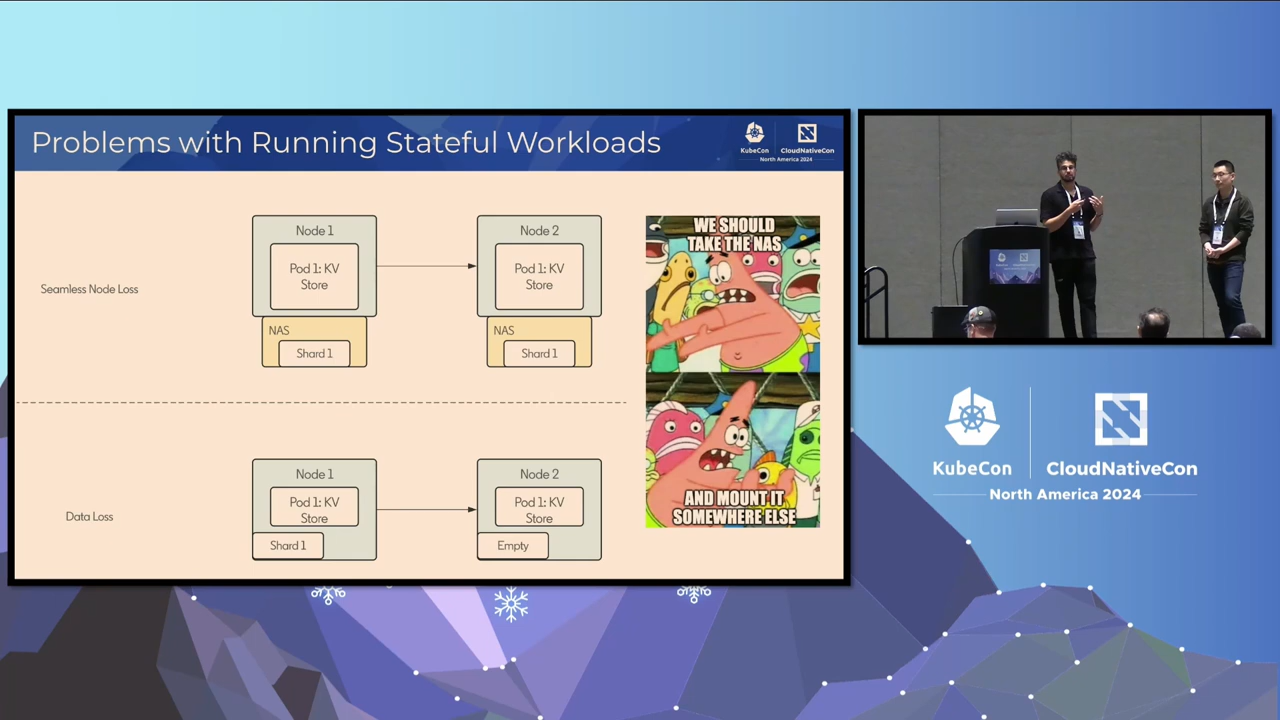 Problems with Running Stateful Workloads
KubeCon
CloudNativeCon
North America 2024
Seamless Node Loss
Node 1
Pod 1: KV
Store
NAS
Shard 1
Node 2
Pod 1: KV
Store
NAS
Shard 1
WE SHOULD
TAKE THE NAS
AND MOUNT IT
SOMEWHERE ELSE
Data Loss
Node 1
Pod 1: KV
Store
Shard 1
Node 2
Pod 1: KV
Store
Empty
KubeCon
CloudNativeCon
North America 2024